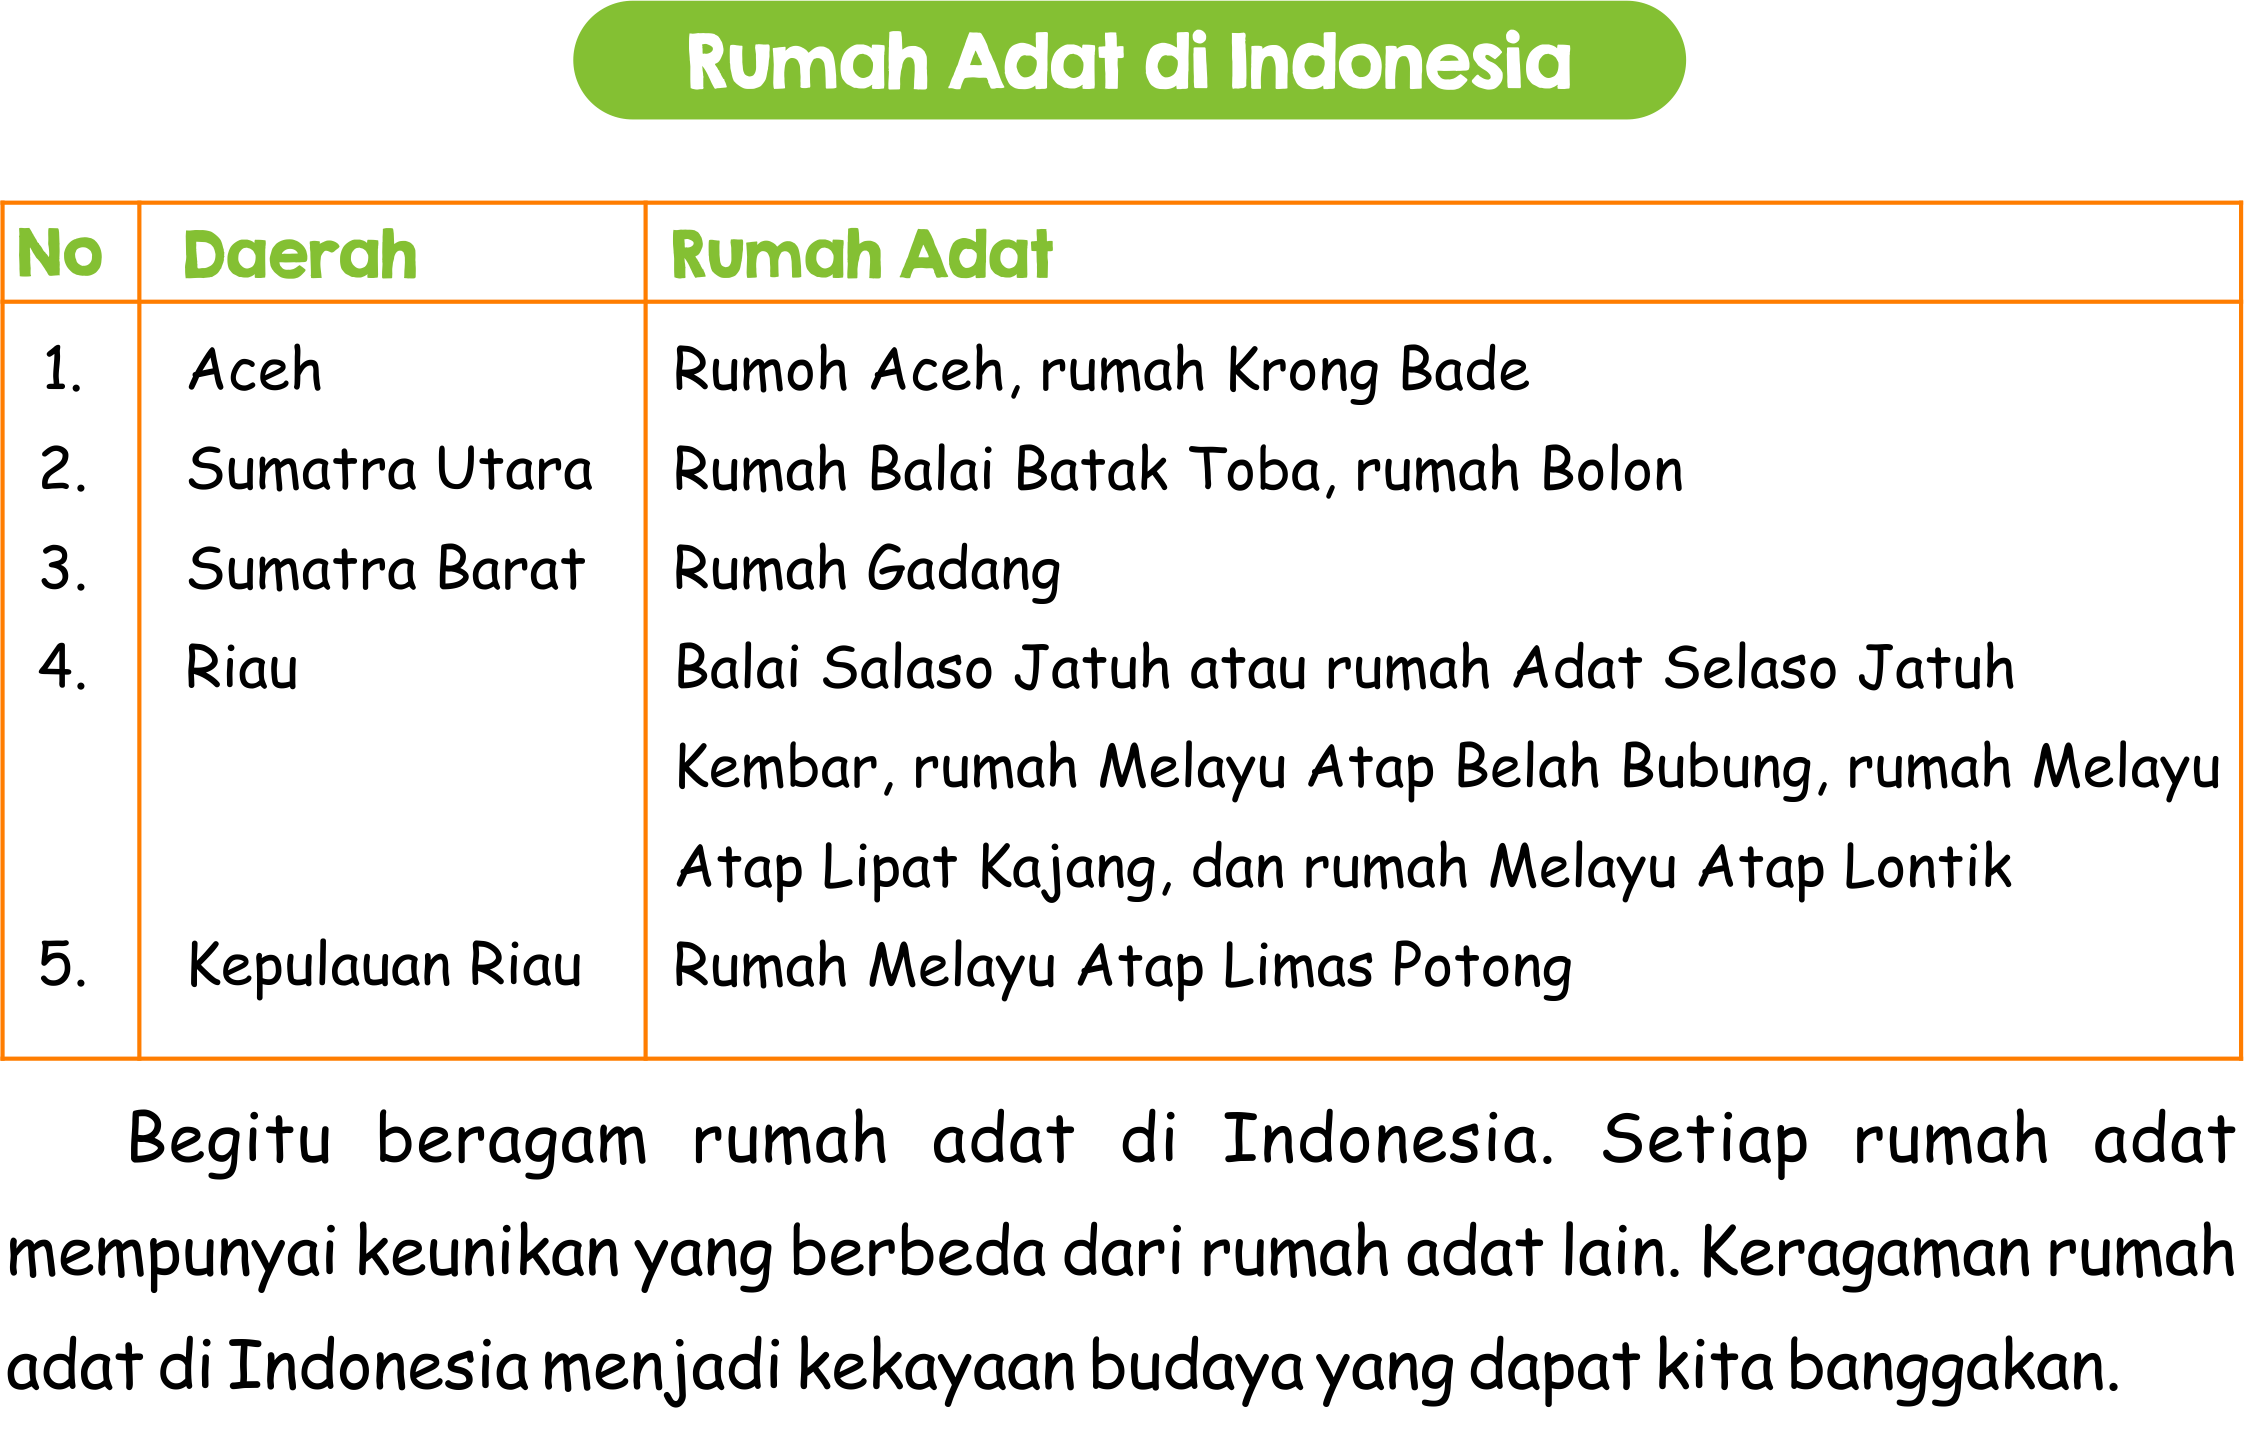 Rumah Adat di Indonesia
No Daerah Rumah Adat
1. Aceh Rumoh Aceh, rumah Krong Bade
2. Sumatra Utara Rumah Balai Batak Toba, rumah Bolon
3. Sumatra Barat Rumah Gadang
4. Riau Balai Salaso Jatuh atau rumah Adat Selaso Jatuh
Kembar, rumah Melayu Atap Belah Bubung, rumah Melayu
Atap Lipat Kajang, dan rumah Melayu Atap Lontik
5. Kepulauan Riau Rumah Melayu Atap Limas Potong
Begitu beragam rumah adat di Indonesia. Setiap rumah adat
mempunyai keunikan yang berbeda dari rumah adat lain. Keragaman rumah
adat di Indonesia menjadi kekayaan budaya yang dapat kita banggakan.